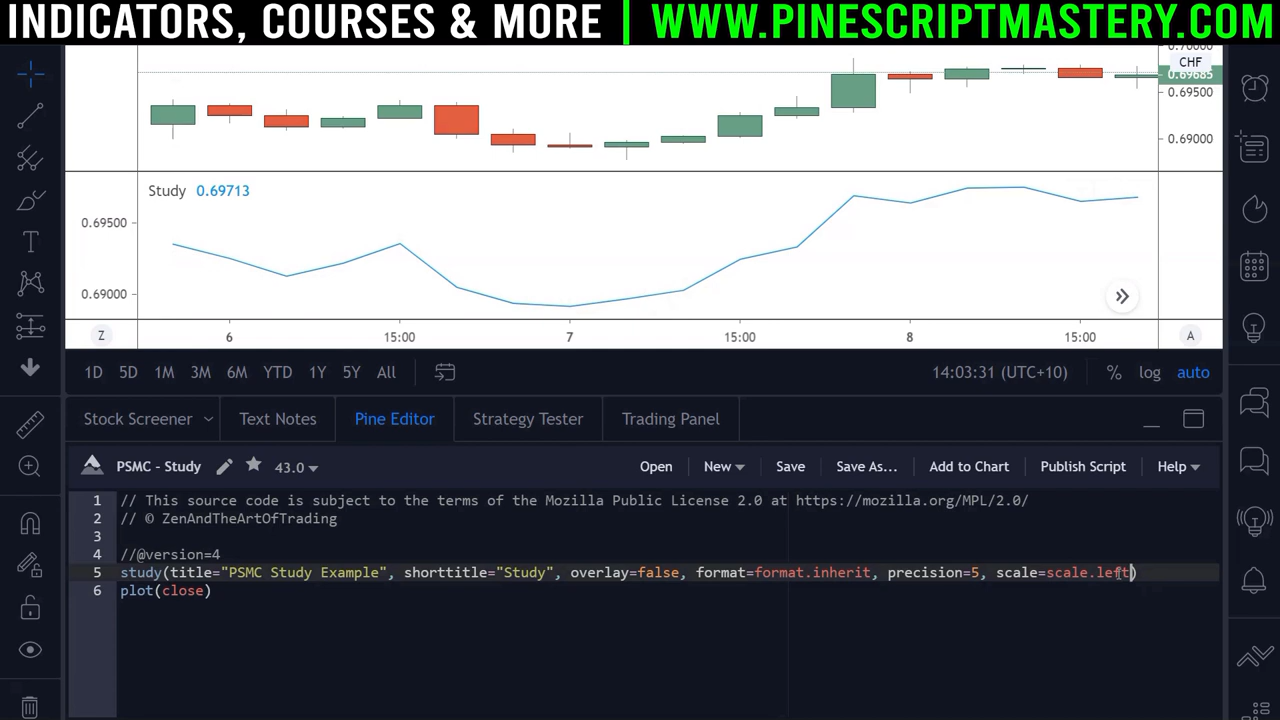 INDICATORS, COURSES & MORE | WWW.PINESCRIPTMASTERY.COM
CHF
0.69685
0.69500
0.69000
Study 0.69713
0.69500
0.69000
Z 6 15:00 7 15:00 8 15:00 A
1D 5D 1M 3M 6M YTD 1Y 5Y All 14:03:31 (UTC+10) % log auto
Stock Screener Text Notes Pine Editor Strategy Tester Trading Panel
PSMC - Study 43.0 Open New Save Save As... Add to Chart Publish Script Help
1 // This source code is subject to the terms of the Mozilla Public License 2.0 at https://mozilla.org/MPL/2.0/
2 // © ZenAndTheArtOfTrading
3
4 //@version=4
5 study(title="PSMC Study Example", shorttitle="Study", overlay=false, format=format.inherit, precision=5, scale=scale.left)
6 plot(close)